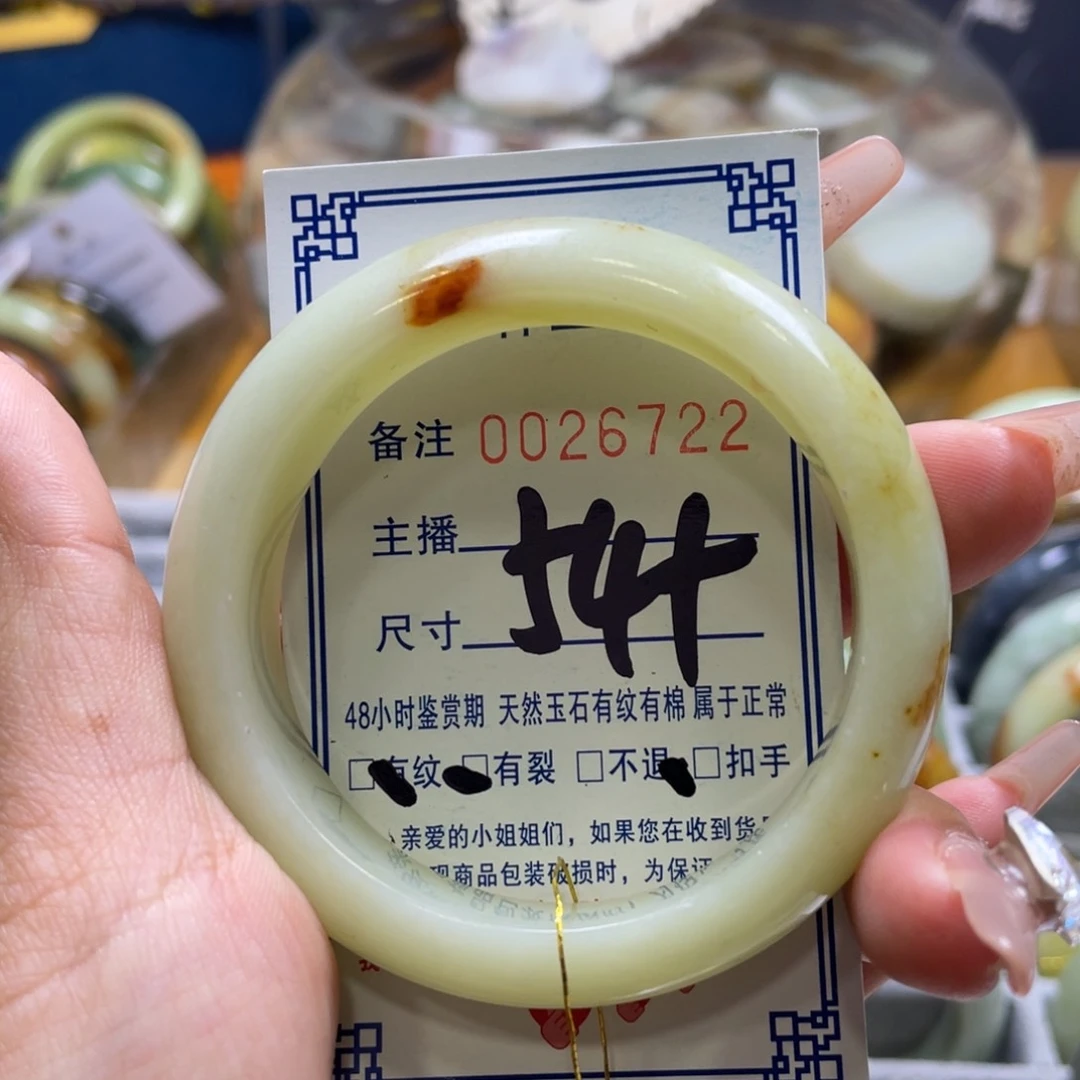 备注 0026722
主播
尺寸 544
48小时鉴赏期 天然玉石有纹有棉 属于正常
□有纹 □有裂 □不退 □扣手
亲爱的小姐姐们，如果您在收到货
现商品包装破损时，为保证